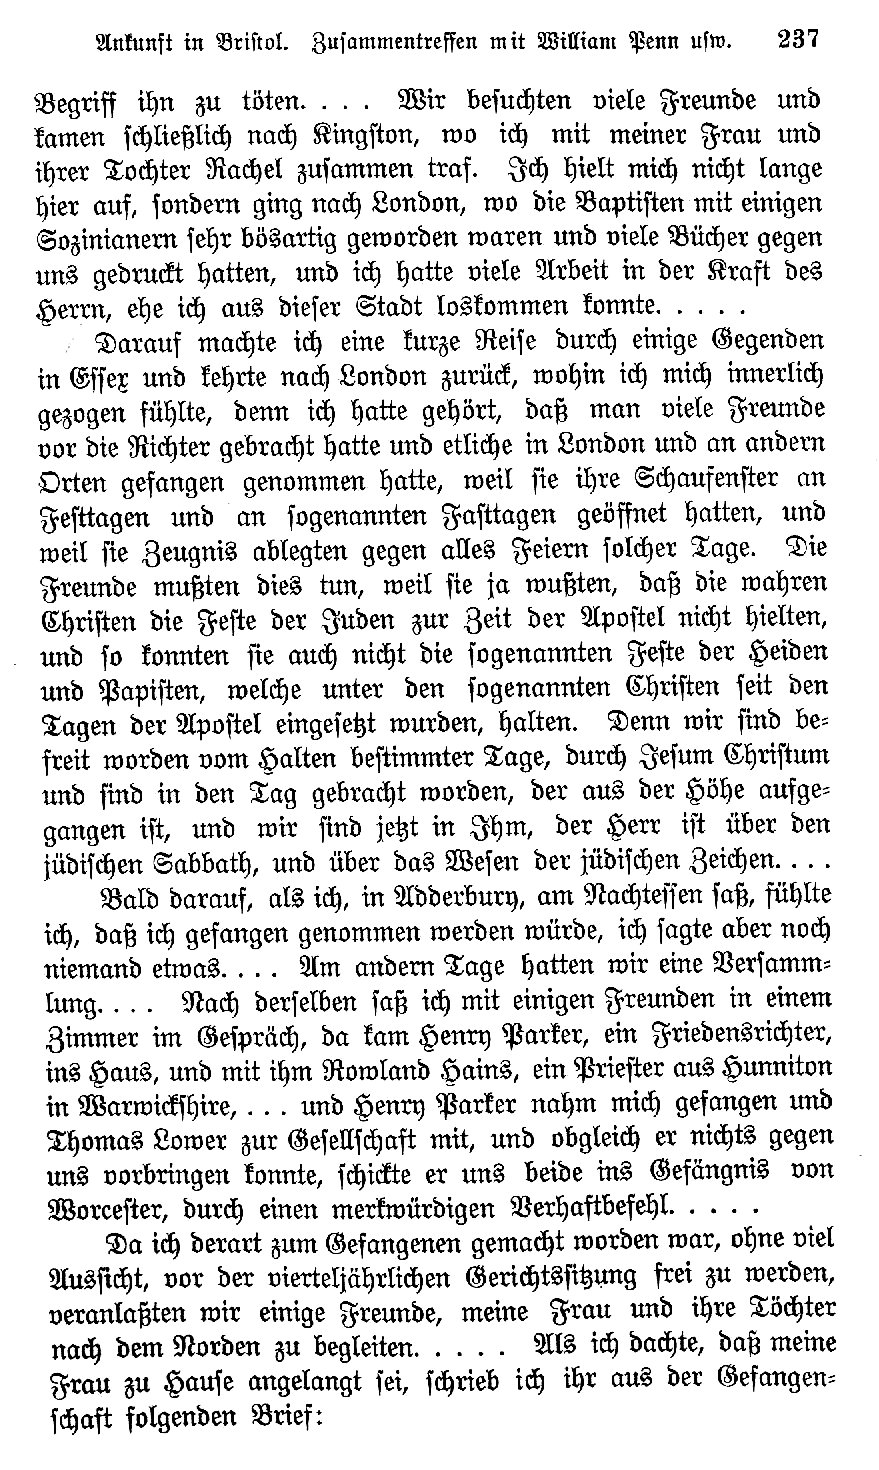 Ankunft in Bristol. Zusammentreffen mit William Penn usw. 237
Begriff ihn zu töten. . . . Wir besuchten viele Freunde und
kamen schließlich nach Kingston, wo ich mit meiner Frau und
ihrer Tochter Rachel zusammen traf. Ich hielt mich nicht lange
hier auf, sondern ging nach London, wo die Baptisten mit einigen
Sozinianern sehr bösartig geworden waren und viele Bücher gegen
uns gedruckt hatten, und ich hatte viele Arbeit in der Kraft des
Herrn, ehe ich aus dieser Stadt loskommen konnte. . . . .
Darauf machte ich eine kurze Reise durch einige Gegenden
in Essex und kehrte nach London zurück, wohin ich mich innerlich
gezogen fühlte, denn ich hatte gehört, daß man viele Freunde
vor die Richter gebracht hatte und etliche in London und an andern
Orten gefangen genommen hatte, weil sie ihre Schaufenster an
Festtagen und an sogenannten Fasttagen geöffnet hatten, und
weil sie Zeugnis ablegten gegen alles Feiern solcher Tage. Die
Freunde mußten dies tun, weil sie ja wußten, daß die wahren
Christen die Feste der Juden zur Zeit der Apostel nicht hielten,
und so konnten sie auch nicht die sogenannten Feste der Heiden
und Papisten, welche unter den sogenannten Christen seit den
Tagen der Apostel eingesetzt wurden, halten. Denn wir sind be-
freit worden vom Halten bestimmter Tage, durch Jesum Christum
und sind in den Tag gebracht worden, der aus der Höhe aufge-
gangen ist, und wir sind jetzt in Ihm, der Herr ist über den
jüdischen Sabbath, und über das Wesen der jüdischen Zeichen. . . .
Bald darauf, als ich, in Adderbury, am Nachtessen saß, fühlte
ich, daß ich gefangen genommen werden würde, ich sagte aber noch
niemand etwas. . . . Am andern Tage hatten wir eine Versamm-
lung. . . . Nach derselben saß ich mit einigen Freunden in einem
Zimmer im Gespräch, da kam Henry Parker, ein Friedensrichter,
ins Haus, und mit ihm Rowland Hains, ein Priester aus Hunniton
in Warwickshire, . . . und Henry Parker nahm mich gefangen und
Thomas Lower zur Gesellschaft mit, und obgleich er nichts gegen
uns vorbringen konnte, schickte er uns beide ins Gefängnis von
Worcester, durch einen merkwürdigen Verhaftbefehl. . . . .
Da ich derart zum Gefangenen gemacht worden war, ohne viel
Aussicht, vor der vierteljährlichen Gerichtssitzung frei zu werden,
veranlaßten wir einige Freunde, meine Frau und ihre Töchter
nach dem Norden zu begleiten. . . . . Als ich dachte, daß meine
Frau zu Hause angelangt sei, schrieb ich ihr aus der Gefangen-
schaft folgenden Brief: